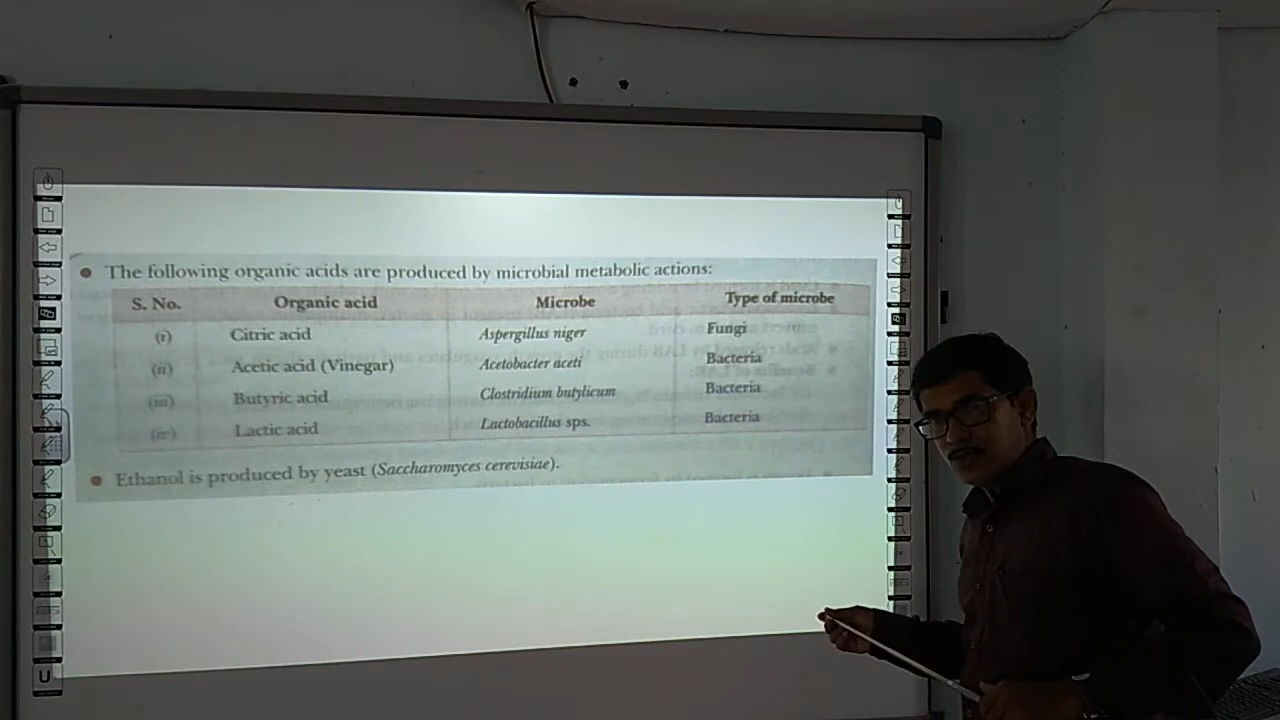 • The following organic acids are produced by microbial metabolic actions:
S. No. Organic acid Microbe Type of microbe
(i) Citric acid Aspergillus niger Fungi
(ii) Acetic acid (Vinegar) Acetobacter aceti Bacteria
(iii) Butyric acid Clostridium butylicum Bacteria
(iv) Lactic acid Lactobacillus sps. Bacteria
• Ethanol is produced by yeast (Saccharomyces cerevisiae).